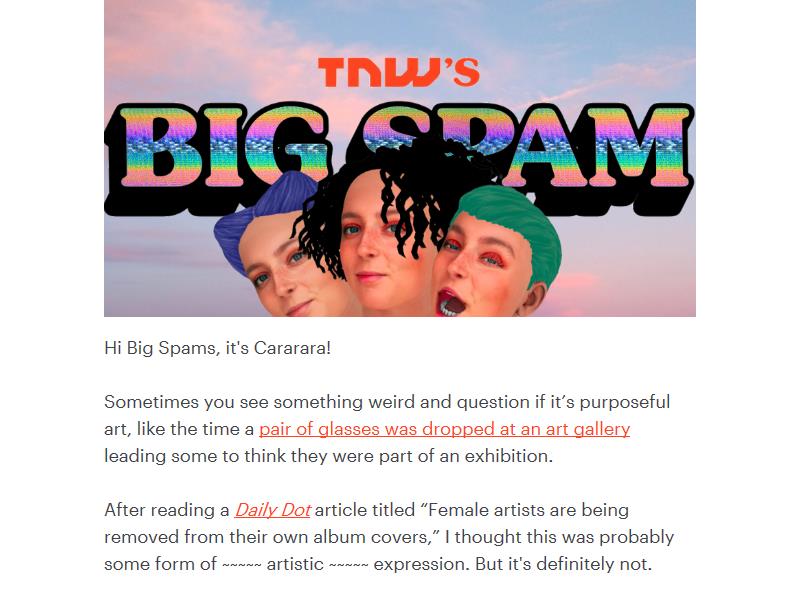 TNW'S
BIG SPAM
Hi Big Spams, it's Cararara!
Sometimes you see something weird and question if it’s purposeful
art, like the time a pair of glasses was dropped at an art gallery
leading some to think they were part of an exhibition.
After reading a Daily Dot article titled “Female artists are being
removed from their own album covers,” I thought this was probably
some form of ~~~~~ artistic ~~~~~ expression. But it's definitely not.